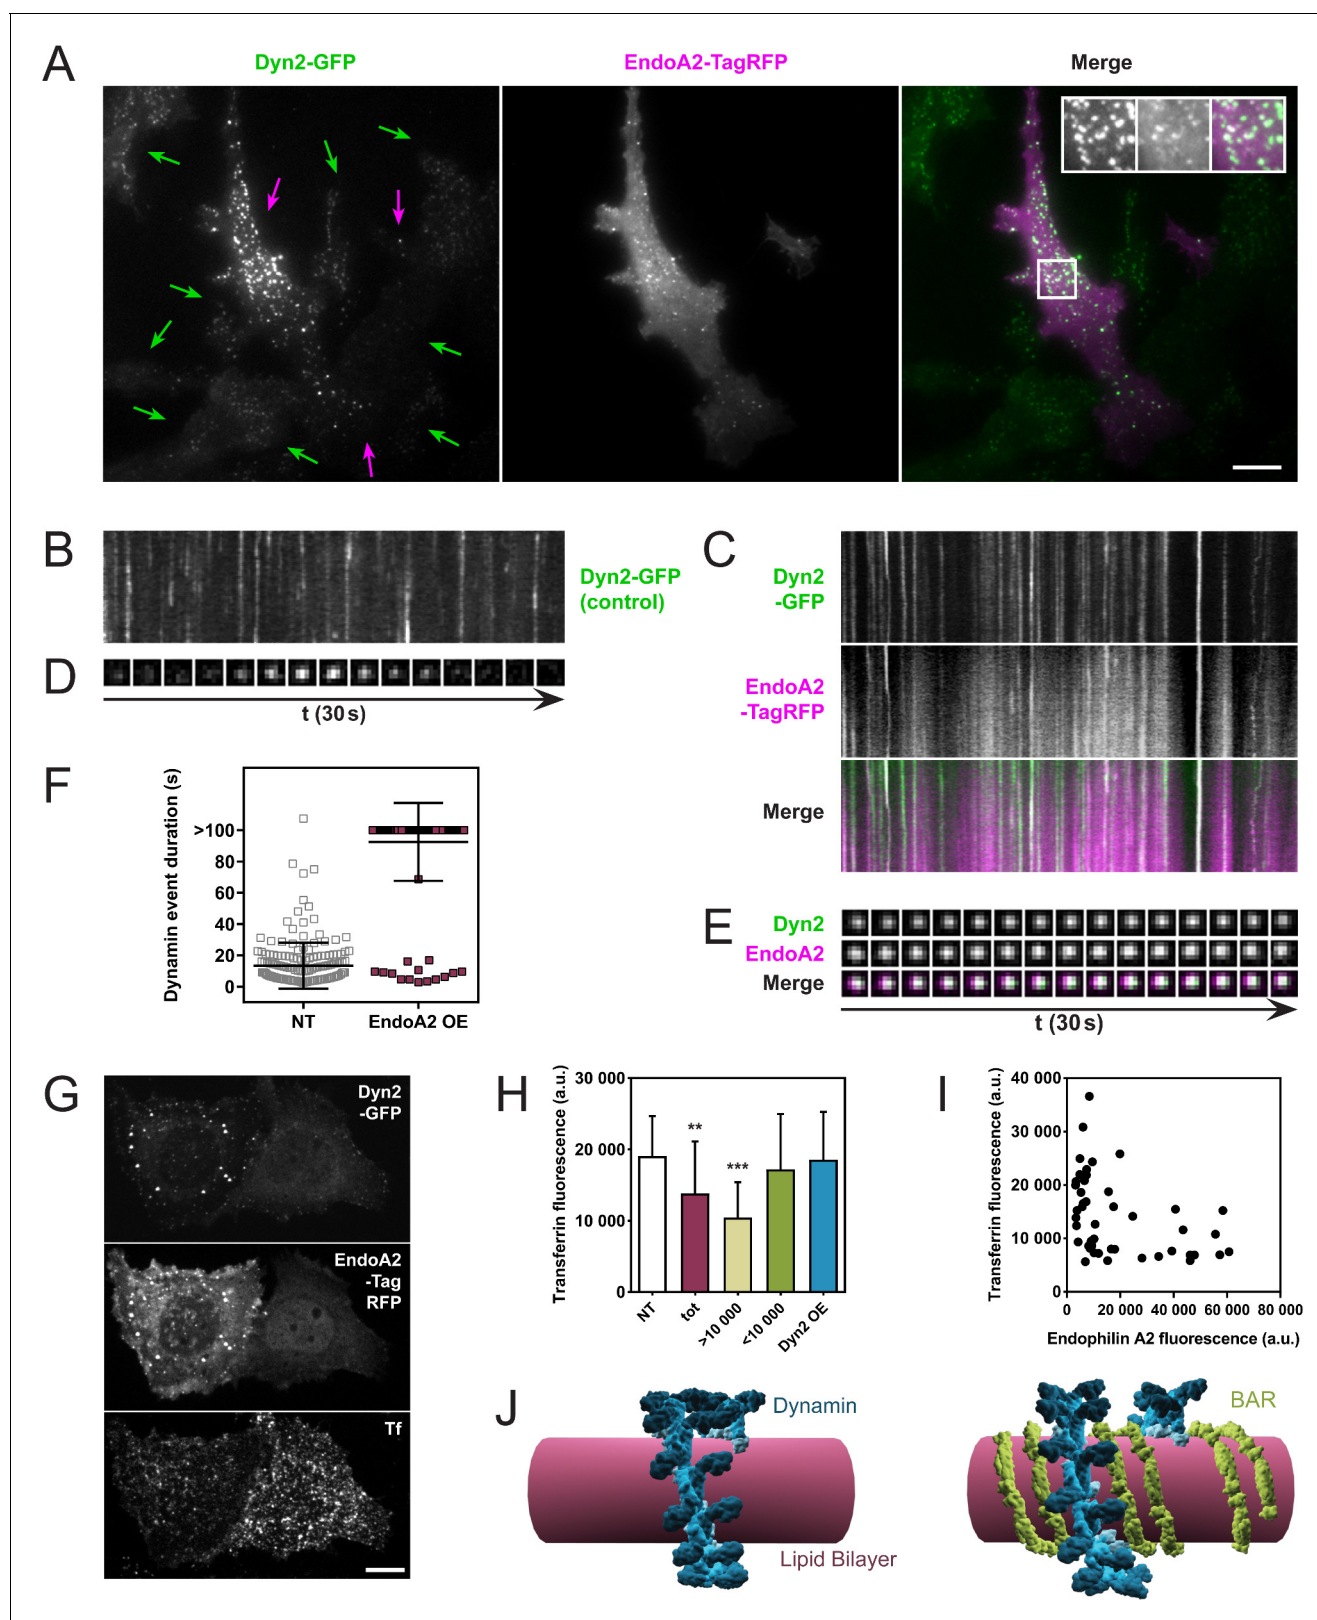 A
Dyn2-GFP
EndoA2-TagRFP
Merge
B
Dyn2-GFP
(control)
C
Dyn2
-GFP
EndoA2
-TagRFP
Merge
D
t (30 s)
E
Dyn2
EndoA2
Merge
t (30 s)
F
Dynamin event duration (s)
>100
80
60
40
20
0
NT
EndoA2 OE
G
Dyn2
-GFP
EndoA2
-Tag
RFP
Tf
H
Transferrin fluorescence (a.u.)
30 000
20 000
10 000
0
**
***
NT
tot
>10 000
<10 000
Dyn2 OE
I
Transferrin fluorescence (a.u.)
40 000
30 000
20 000
10 000
0
0
20 000
40 000
60 000
80 000
Endophilin A2 fluorescence (a.u.)
J
Dynamin
Lipid Bilayer
BAR